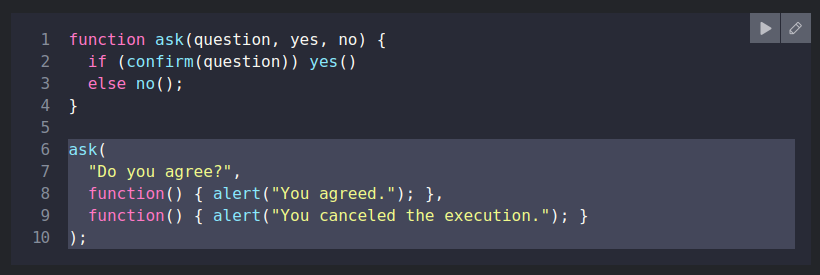 1 function ask(question, yes, no) {
2   if (confirm(question)) yes()
3   else no();
4 }
5
6 ask(
7   "Do you agree?",
8   function() { alert("You agreed."); },
9   function() { alert("You canceled the execution."); }
10 );